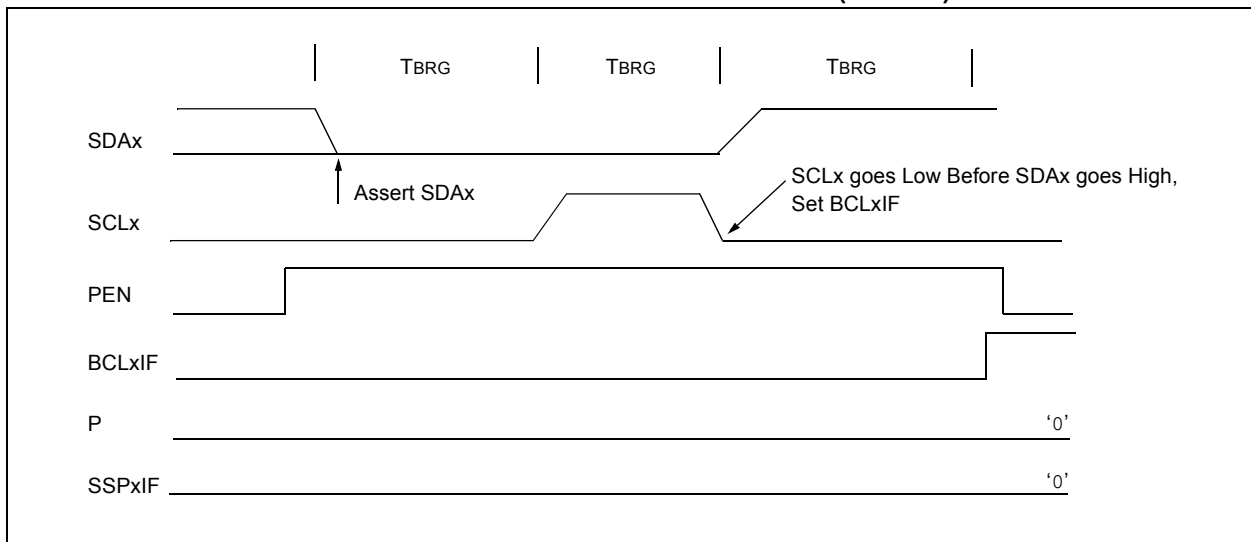 TBRG TBRG TBRG
SDAx
Assert SDAx
SCLx goes Low Before SDAx goes High,
Set BCLxIF
SCLx
PEN
BCLxIF
P '0'
SSPxIF '0'